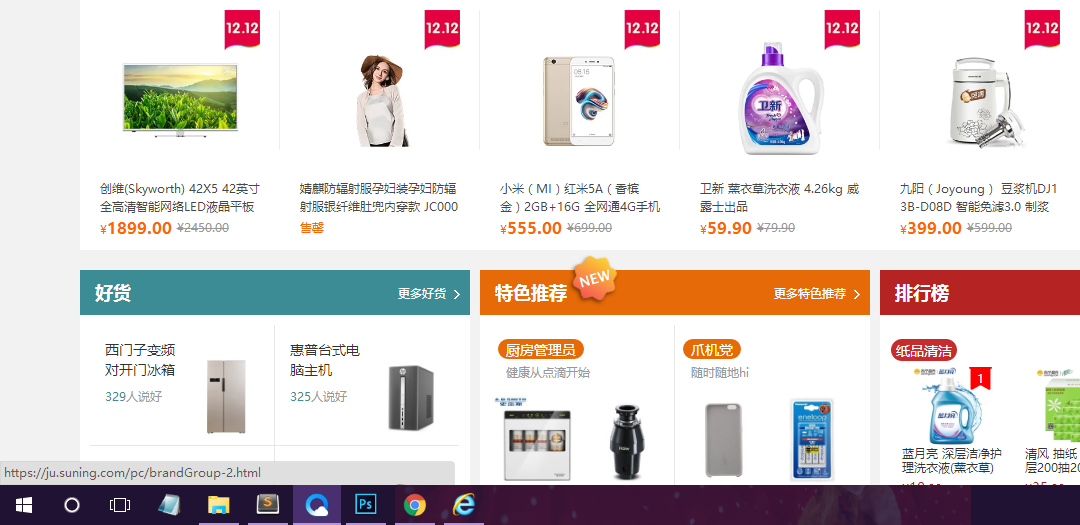 12.12
12.12
12.12
12.12
12.12
创维(Skyworth) 42X5 42英寸
全高清智能网络LED液晶平板
¥1899.00 ¥2450.00
婧麒防辐射服孕妇装孕妇防辐
射服银纤维肚兜内穿款 JC000
售罄
小米（MI）红米5A（香槟
金）2GB+16G 全网通4G手机
¥555.00 ¥699.00
卫新
卫新 薰衣草洗衣液 4.26kg 威
露士出品
¥59.90 ¥79.90
九阳（Joyoung） 豆浆机DJ1
3B-D08D 智能免滤3.0 制浆
¥399.00 ¥599.00
好货
更多好货
西门子变频
对开门冰箱
329人说好
惠普台式电
脑主机
325人说好
特色推荐
NEW
更多特色推荐
厨房管理员
健康从点滴开始
爪机党
随时随地hi
eneloop
排行榜
纸品清洁
1
蓝月亮 深层洁净护
理洗衣液(薰衣草)
清风 抽纸
层200抽20
https://ju.suning.com/pc/brandGroup-2.html
S
Ps